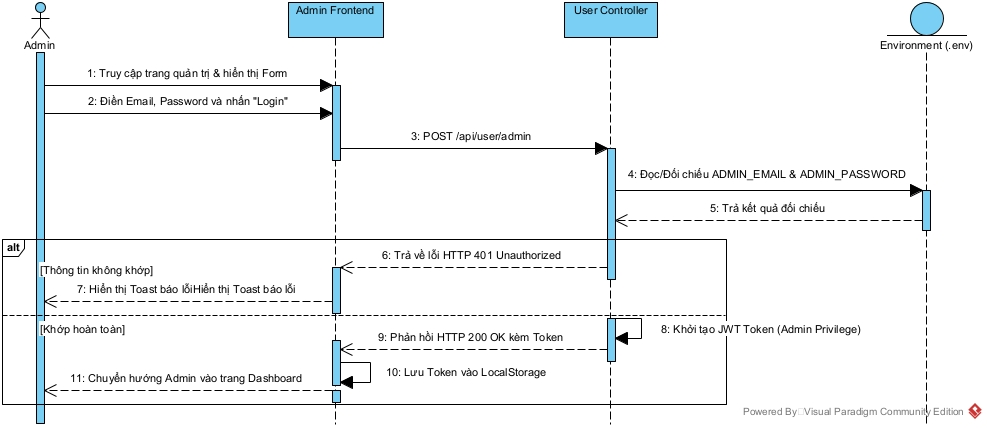 Admin Frontend
User Controller
Admin
Environment (.env)
1: Truy cập trang quản trị & hiển thị Form
2: Điền Email, Password và nhấn "Login"
3: POST /api/user/admin
4: Đọc/Đối chiếu ADMIN_EMAIL & ADMIN_PASSWORD
5: Trả kết quả đối chiếu
alt
6: Trả về lỗi HTTP 401 Unauthorized
[Thông tin không khớp]
7: Hiển thị Toast báo lỗiHiển thị Toast báo lỗi
[Khớp hoàn toàn]
8: Khởi tạo JWT Token (Admin Privilege)
9: Phản hồi HTTP 200 OK kèm Token
10: Lưu Token vào LocalStorage
11: Chuyển hướng Admin vào trang Dashboard
Powered By Visual Paradigm Community Edition